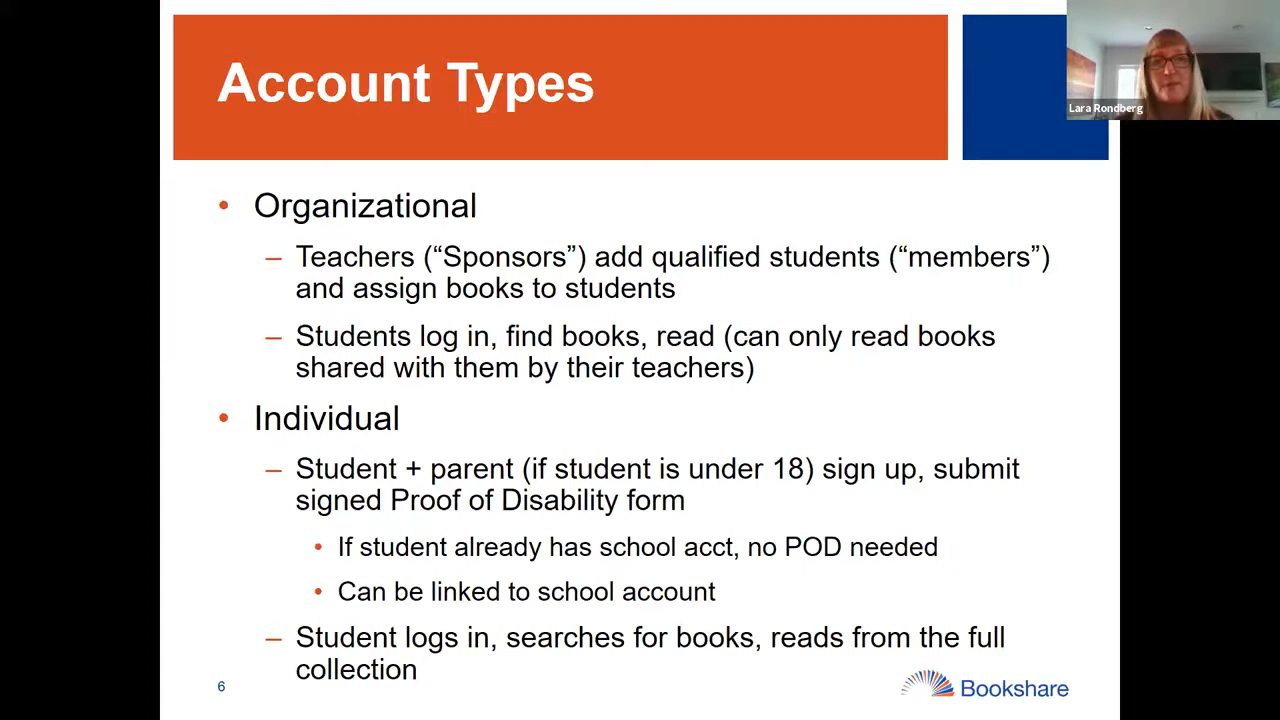 Account Types
Lara Rondberg
• Organizational
– Teachers (“Sponsors”) add qualified students (“members”)
and assign books to students
– Students log in, find books, read (can only read books
shared with them by their teachers)
• Individual
– Student + parent (if student is under 18) sign up, submit
signed Proof of Disability form
• If student already has school acct, no POD needed
• Can be linked to school account
– Student logs in, searches for books, reads from the full
collection
6
Bookshare